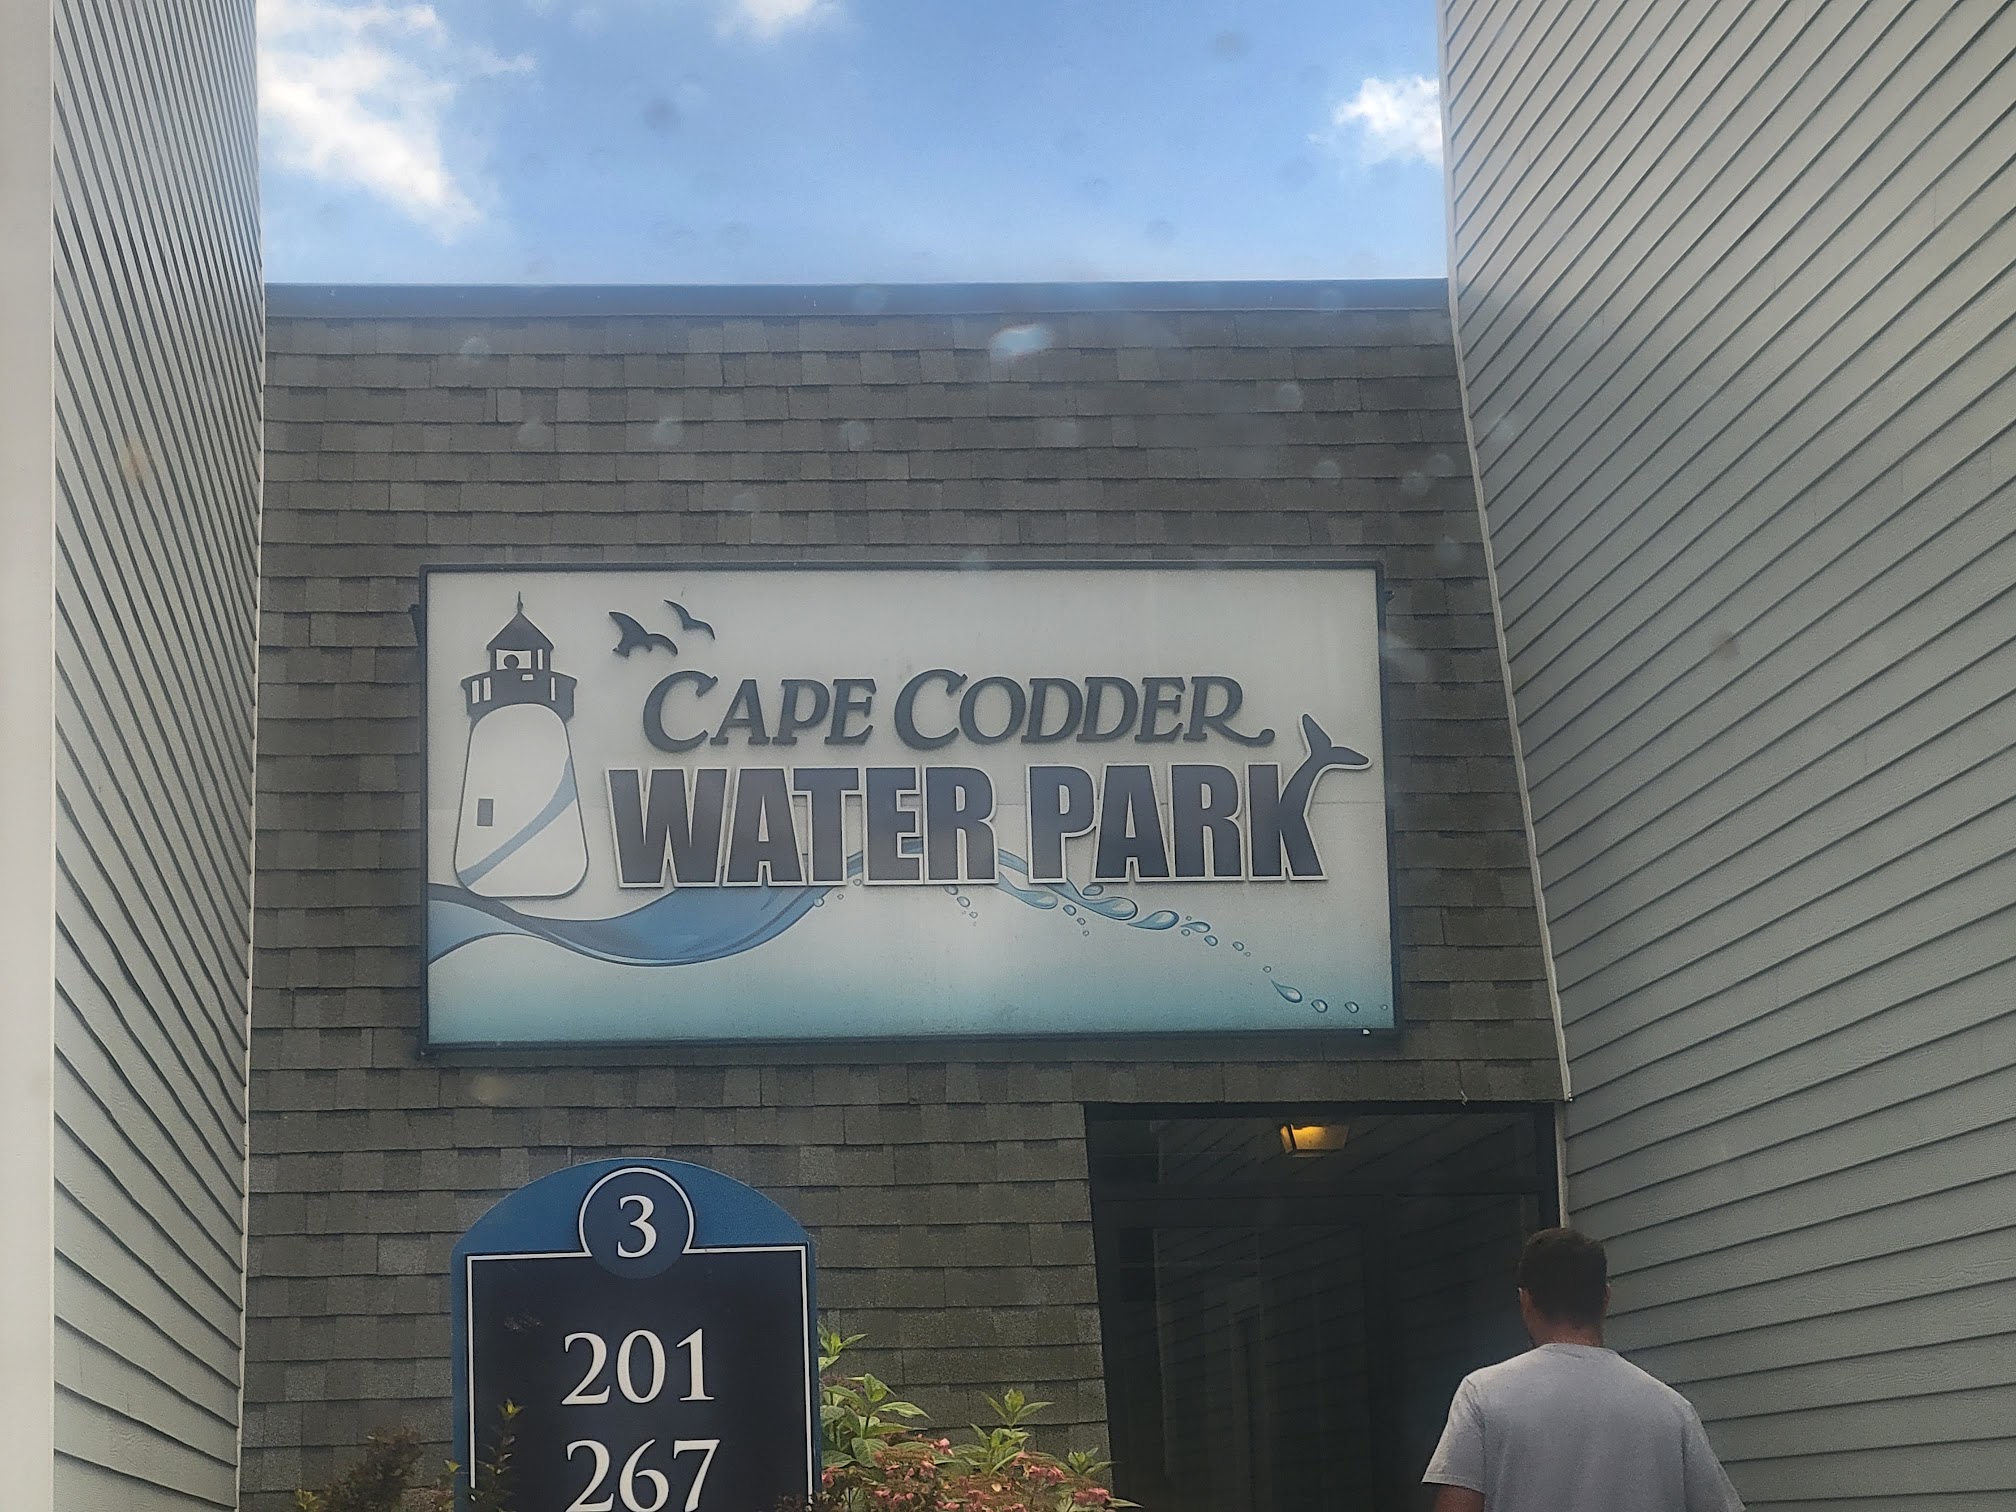 CAPE CODDER
WATER PARK
3
201
267